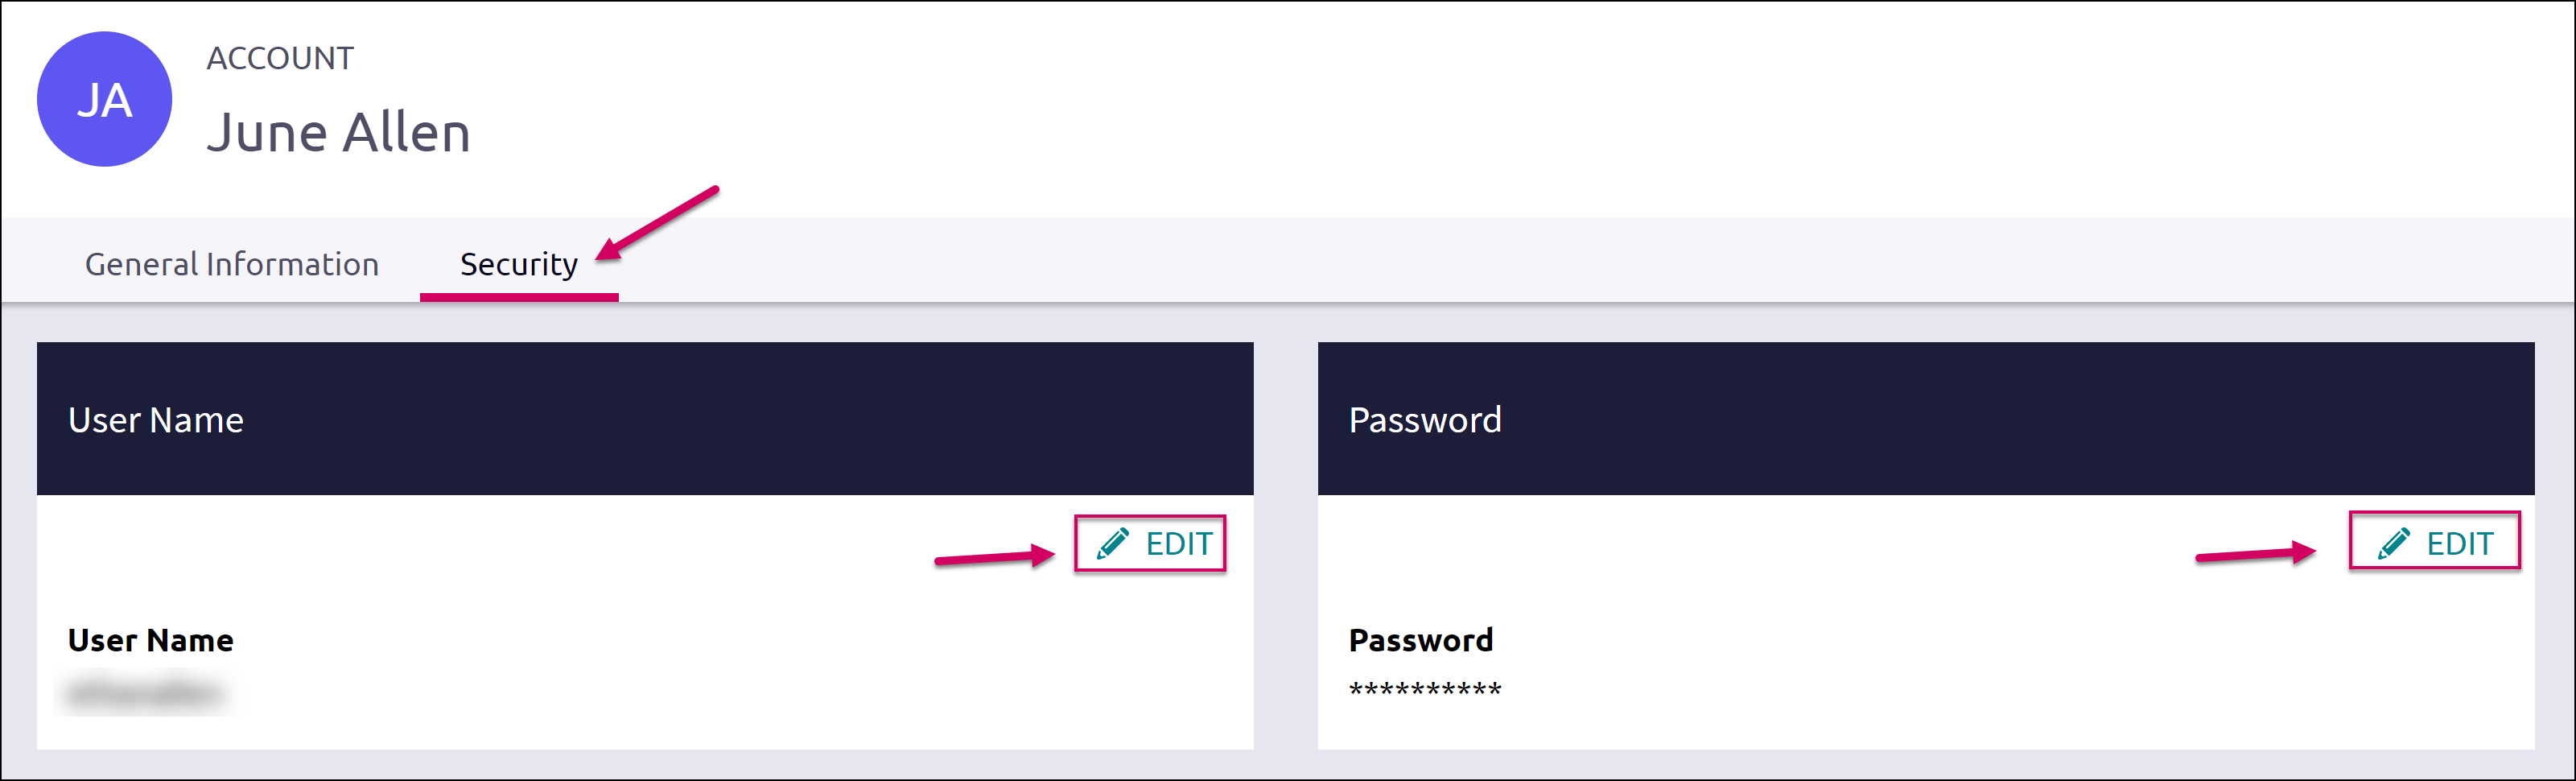 JA
ACCOUNT
June Allen
General Information
Security
User Name
EDIT
User Name
Password
EDIT
Password
**********